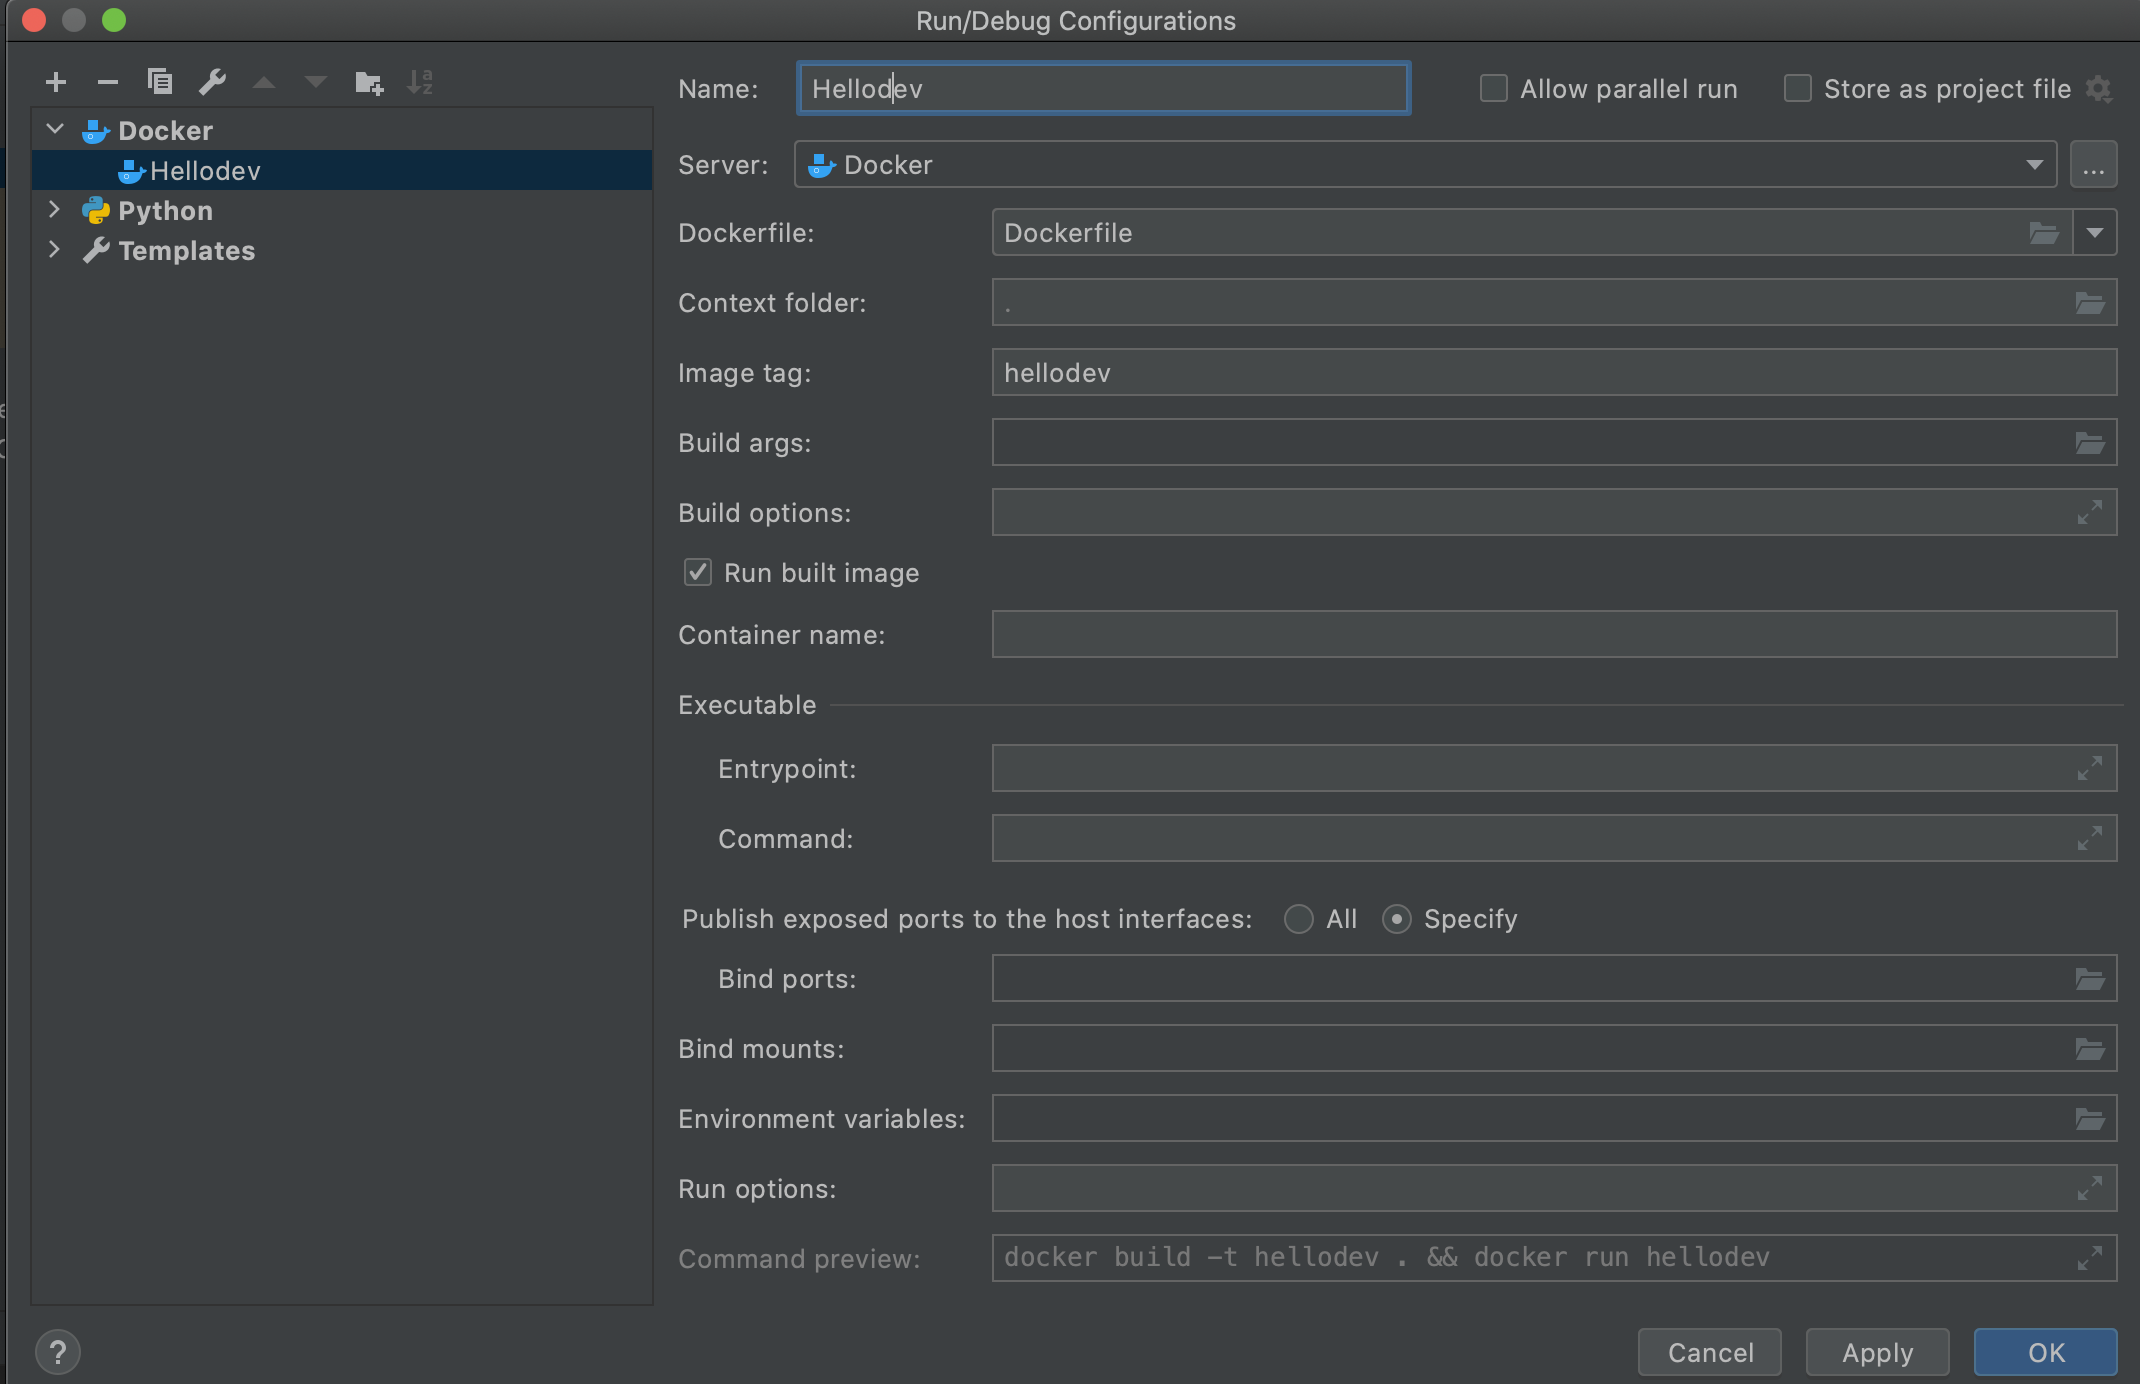 Run/Debug Configurations
Name: Hellodev Allow parallel run Store as project file
Docker
Hellodev
Python
Templates
Server: Docker ...
Dockerfile: Dockerfile
Context folder: .
Image tag: hellodev
Build args:
Build options:
Run built image
Container name:
Executable
Entrypoint:
Command:
Publish exposed ports to the host interfaces: All Specify
Bind ports:
Bind mounts:
Environment variables:
Run options:
Command preview: docker build -t hellodev . && docker run hellodev
? Cancel Apply OK